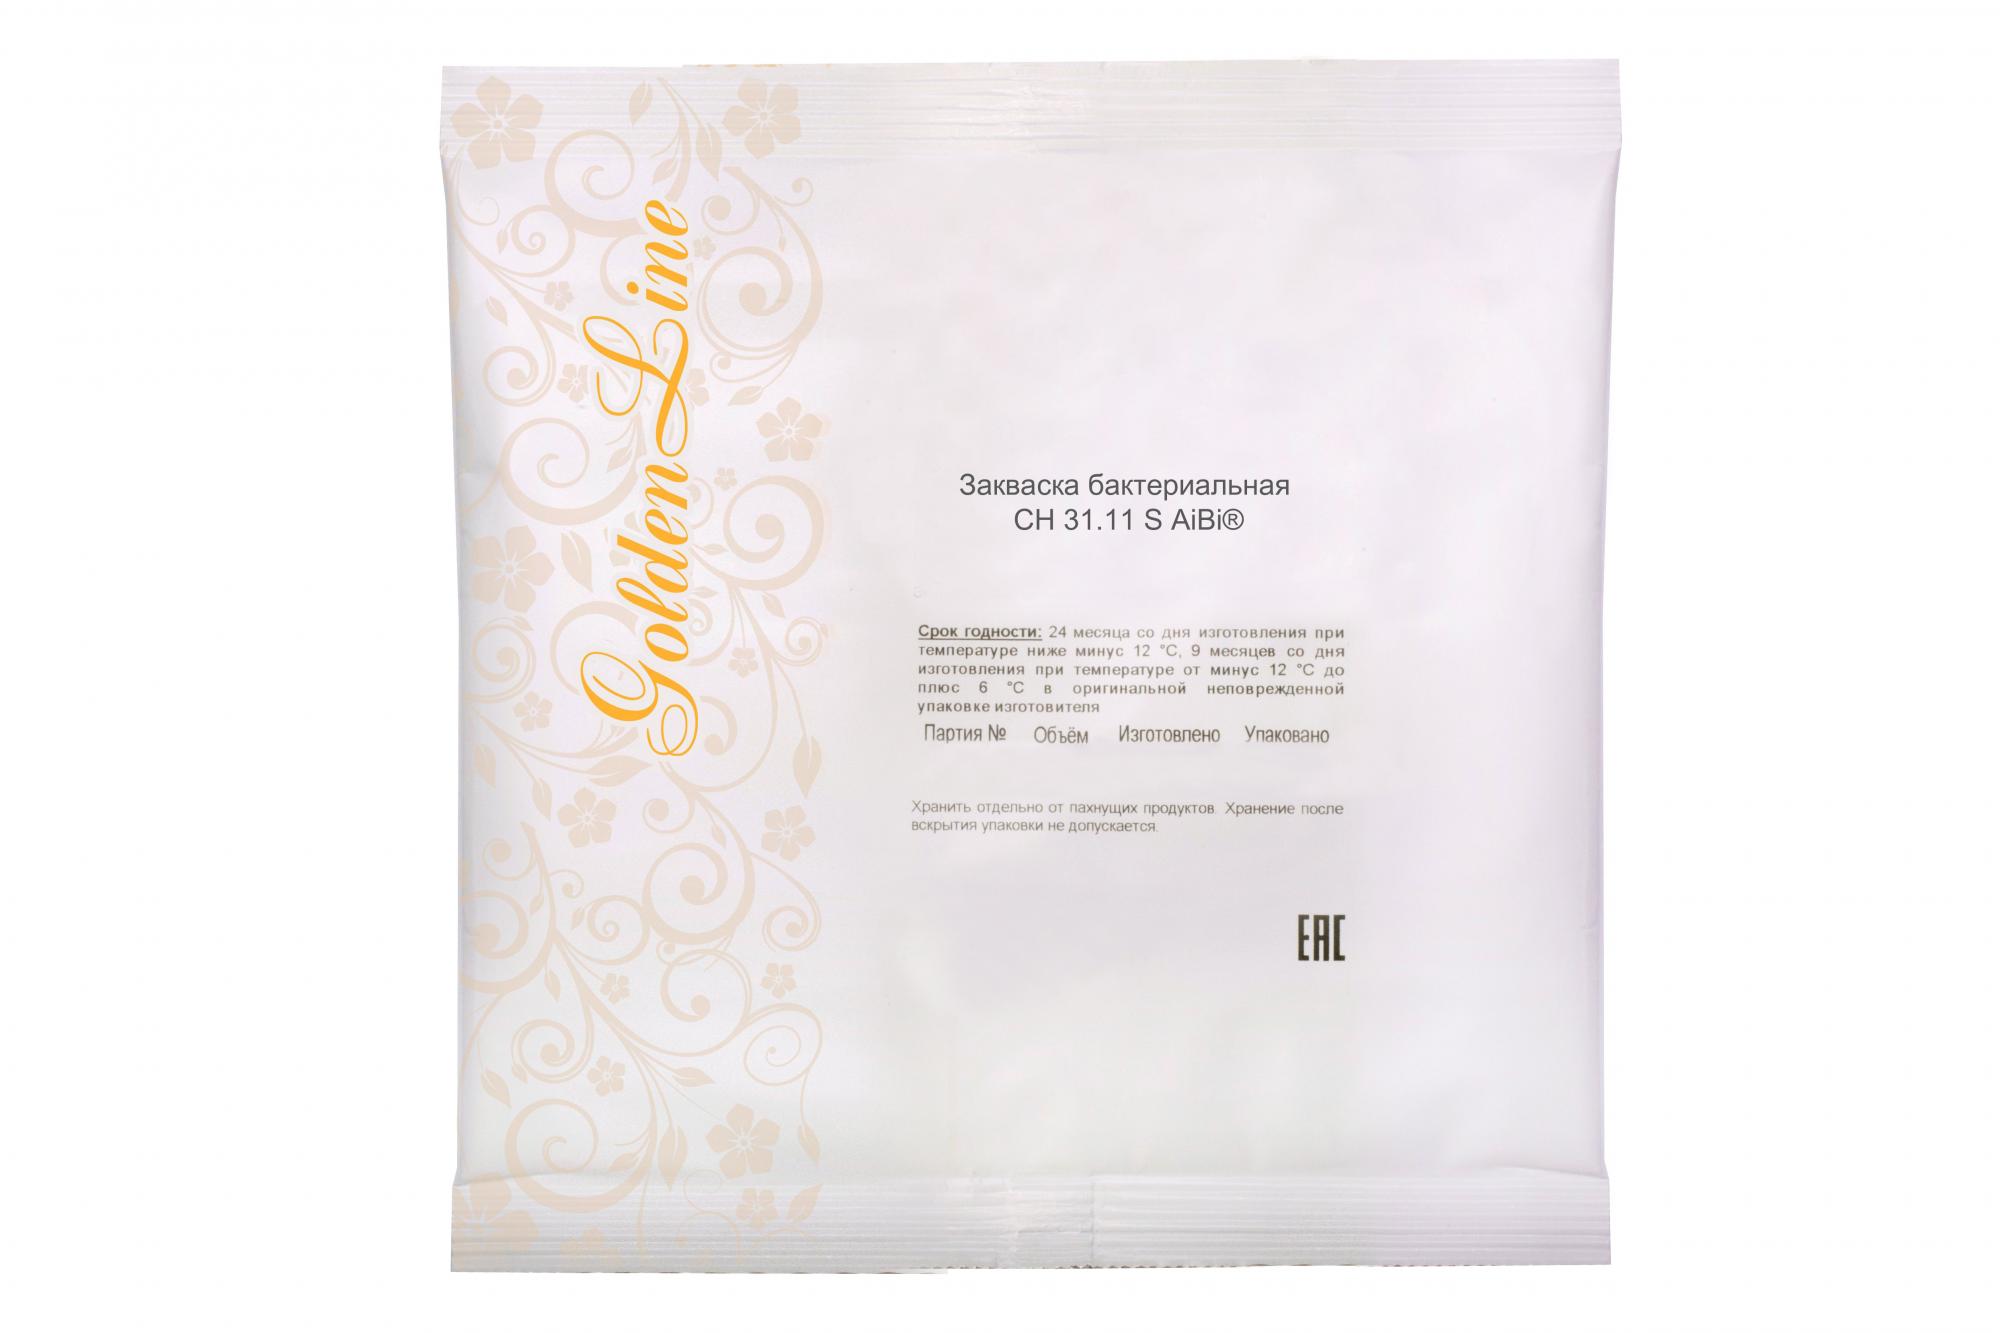 Golden Line
Закваска бактериальная
CH 31.11 S AiBi®
Срок годности: 24 месяца со дня изготовления при
температуре ниже минус 12 °С, 9 месяцев со дня
изготовления при температуре от минус 12 °С до
плюс 6 °С в оригинальной неповрежденной
упаковке изготовителя
Партия № Объём Изготовлено Упаковано
Хранить отдельно от пахнущих продуктов. Хранение после
вскрытия упаковки не допускается.
EAC